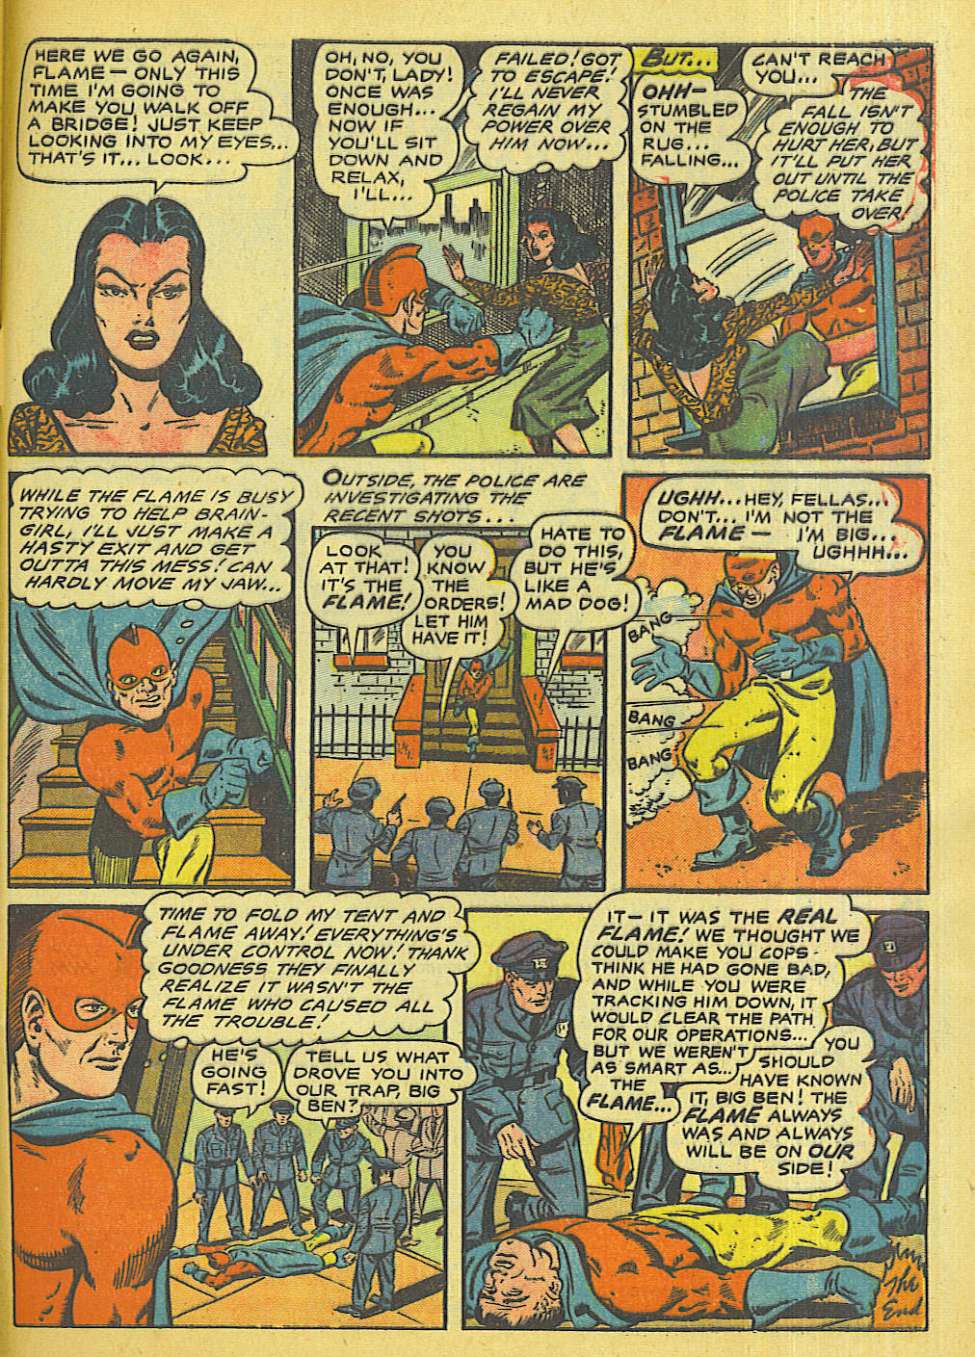 HERE WE GO AGAIN,
FLAME— ONLY THIS
TIME I'M GOING TO
MAKE YOU WALK OFF
A BRIDGE! JUST KEEP
LOOKING INTO MY EYES...
THAT'S IT... LOOK...
OH, NO, YOU
DON'T, LADY!
ONCE WAS
ENOUGH...
NOW IF
YOU'LL SIT
DOWN AND
RELAX,
I'LL...
FAILED! GOT
TO ESCAPE!
I'LL NEVER
REGAIN MY
POWER OVER
HIM NOW...
BUT...
OHH—
STUMBLED
ON THE
RUG...
FALLING...
CAN'T REACH
YOU...
THE
FALL ISN'T
ENOUGH TO
HURT HER, BUT
IT'LL PUT HER
OUT UNTIL THE
POLICE TAKE
OVER!
WHILE THE FLAME IS BUSY
TRYING TO HELP BRAIN-
GIRL, I'LL JUST MAKE A
HASTY EXIT AND GET
OUTTA THIS MESS! CAN
HARDLY MOVE MY JAW...
OUTSIDE, THE POLICE ARE
INVESTIGATING THE
RECENT SHOTS...
LOOK
AT THAT!
IT'S THE
FLAME!
YOU
KNOW
THE
ORDERS!
LET HIM
HAVE IT!
HATE TO
DO THIS,
BUT HE'S
LIKE A
MAD DOG!
UGHH...HEY, FELLAS...
DON'T... I'M NOT THE
FLAME — I'M BIG...
UGHHH...
BANG
BANG
BANG
TIME TO FOLD MY TENT AND
FLAME AWAY! EVERYTHING'S
UNDER CONTROL NOW! THANK
GOODNESS THEY FINALLY
REALIZE IT WASN'T THE
FLAME WHO CAUSED ALL
THE TROUBLE!
HE'S
GOING
FAST!
TELL US WHAT
DROVE YOU INTO
OUR TRAP, BIG
BEN?
IT— IT WAS THE REAL
FLAME! WE THOUGHT WE
COULD MAKE YOU COPS
THINK HE HAD GONE BAD,
AND WHILE YOU WERE
TRACKING HIM DOWN, IT
WOULD CLEAR THE PATH
FOR OUR OPERATIONS...
BUT WE WEREN'T
AS SMART AS...
THE
FLAME...
YOU
SHOULD
HAVE KNOWN
IT, BIG BEN! THE
FLAME ALWAYS
WAS AND ALWAYS
WILL BE ON OUR
SIDE!
The
End